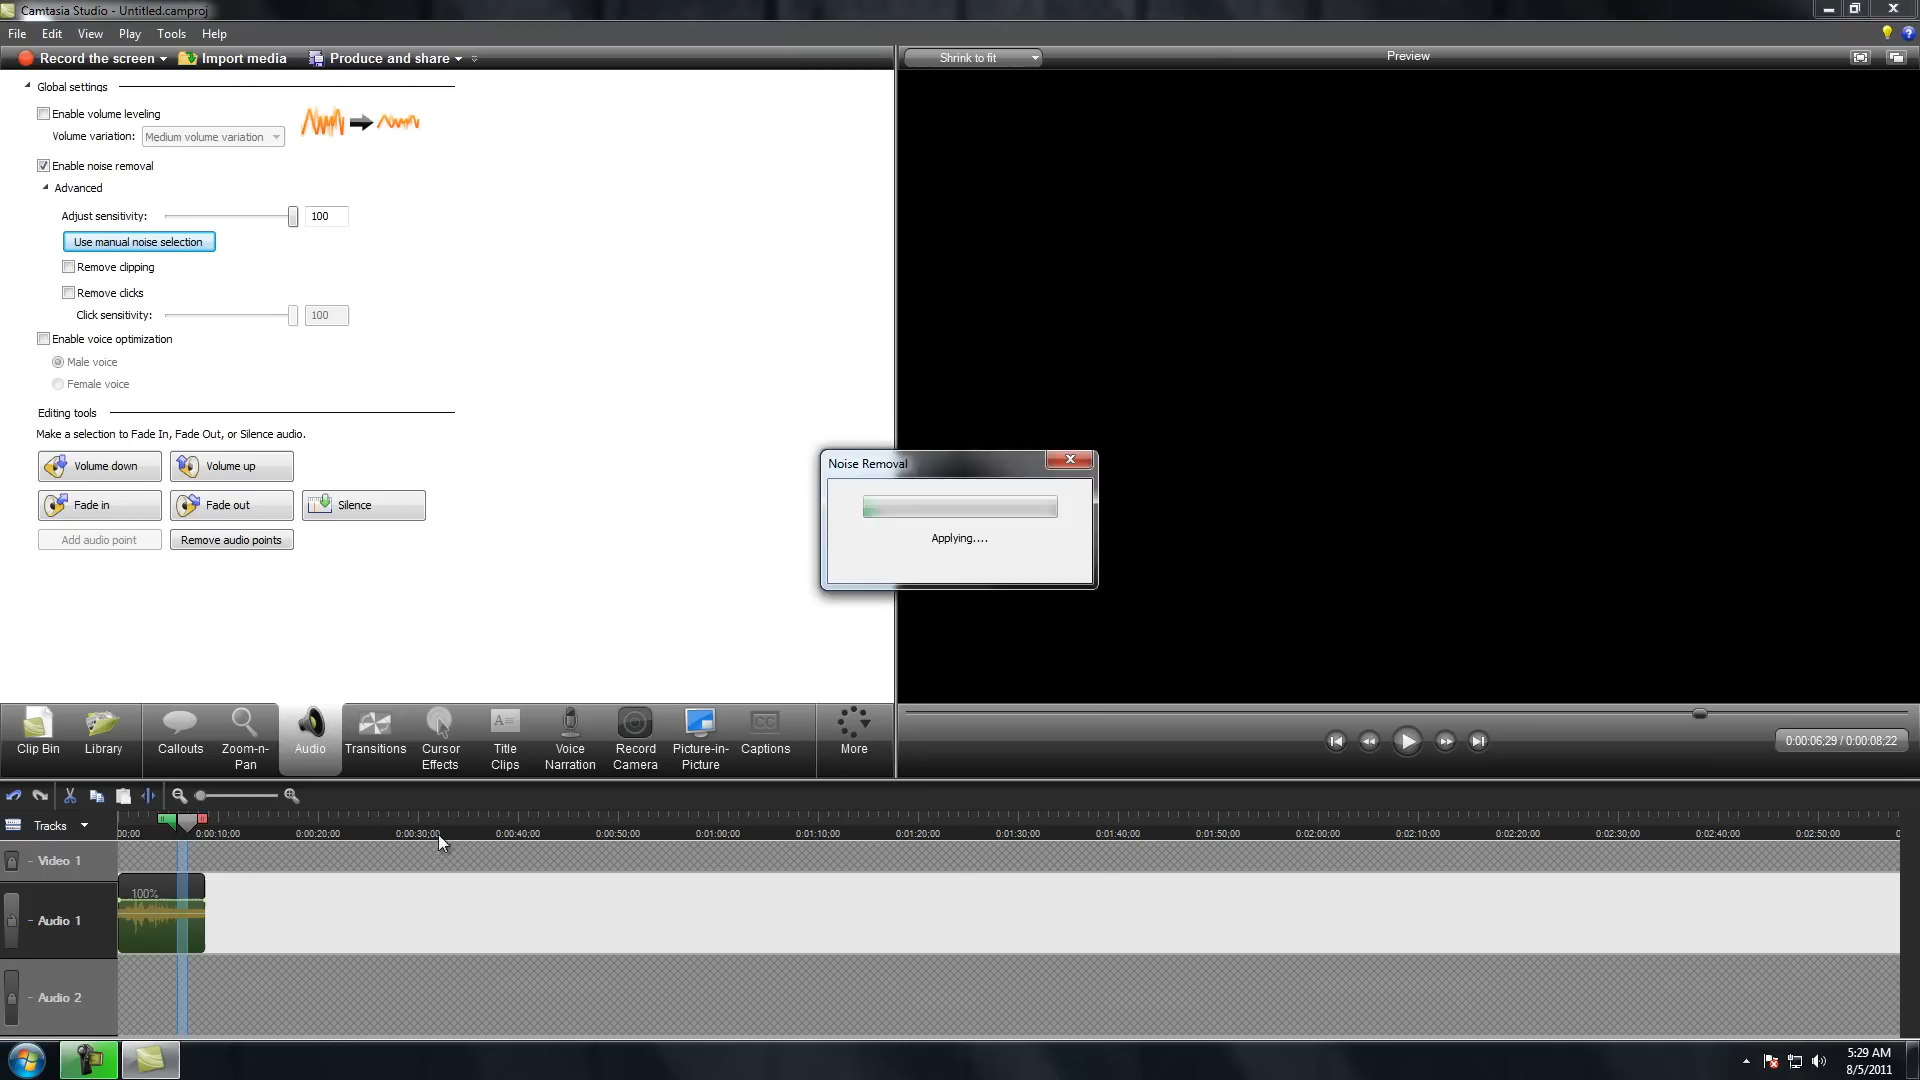 Camtasia Studio - Untitled.camproj
File Edit View Play Tools Help
Record the screen Import media Produce and share
Shrink to fit Preview
Global settings
Enable volume leveling
Volume variation: Medium volume variation
Enable noise removal
Advanced
Adjust sensitivity: 100
Use manual noise selection
Remove clipping
Remove clicks
Click sensitivity: 100
Enable voice optimization
Male voice
Female voice
Editing tools
Make a selection to Fade In, Fade Out, or Silence audio.
Volume down Volume up
Fade in Fade out Silence
Add audio point Remove audio points
Noise Removal
Applying....
Clip Bin Library Callouts Zoom-n-Pan Audio Transitions Cursor Effects Title Clips Voice Narration Record Camera Picture-in-Picture Captions More
0:00:06;29 / 0:00:08;22
Tracks
00;00 0:00:10;00 0:00:20;00 0:00:30;00 0:00:40;00 0:00:50;00 0:01:00;00 0:01:10;00 0:01:20;00 0:01:30;00 0:01:40;00 0:01:50;00 0:02:00;00 0:02:10;00 0:02:20;00 0:02:30;00 0:02:40;00 0:02:50;00
Video 1
100%
Audio 1
Audio 2
5:29 AM
8/5/2011